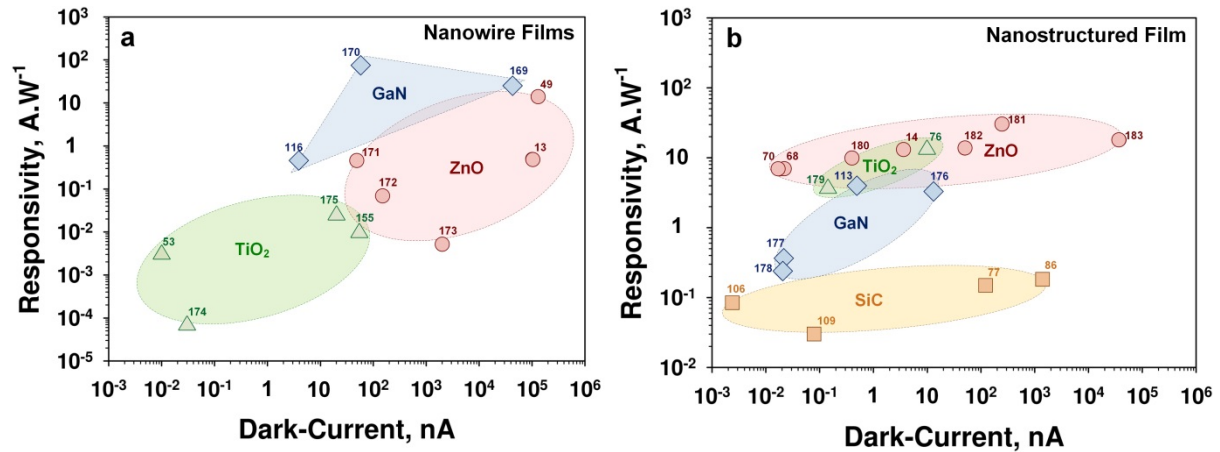 a
Nanowire Films
Responsivity, A.W⁻¹
10³
10²
10
1
10⁻¹
10⁻²
10⁻³
10⁻⁴
10⁻⁵
170
169
GaN
49
116
171
13
ZnO
172
175
155
173
53
TiO₂
174
10⁻³ 10⁻² 10⁻¹ 1 10 10² 10³ 10⁴ 10⁵ 10⁶
Dark-Current, nA
b
Nanostructured Film
Responsivity, A.W⁻¹
10³
10²
10
1
10⁻¹
10⁻²
181
183
14
76
182
180
70
68
ZnO
TiO₂
179
113
176
GaN
177
178
77
86
106
SiC
109
10⁻³ 10⁻² 10⁻¹ 1 10 10² 10³ 10⁴ 10⁵ 10⁶
Dark-Current, nA